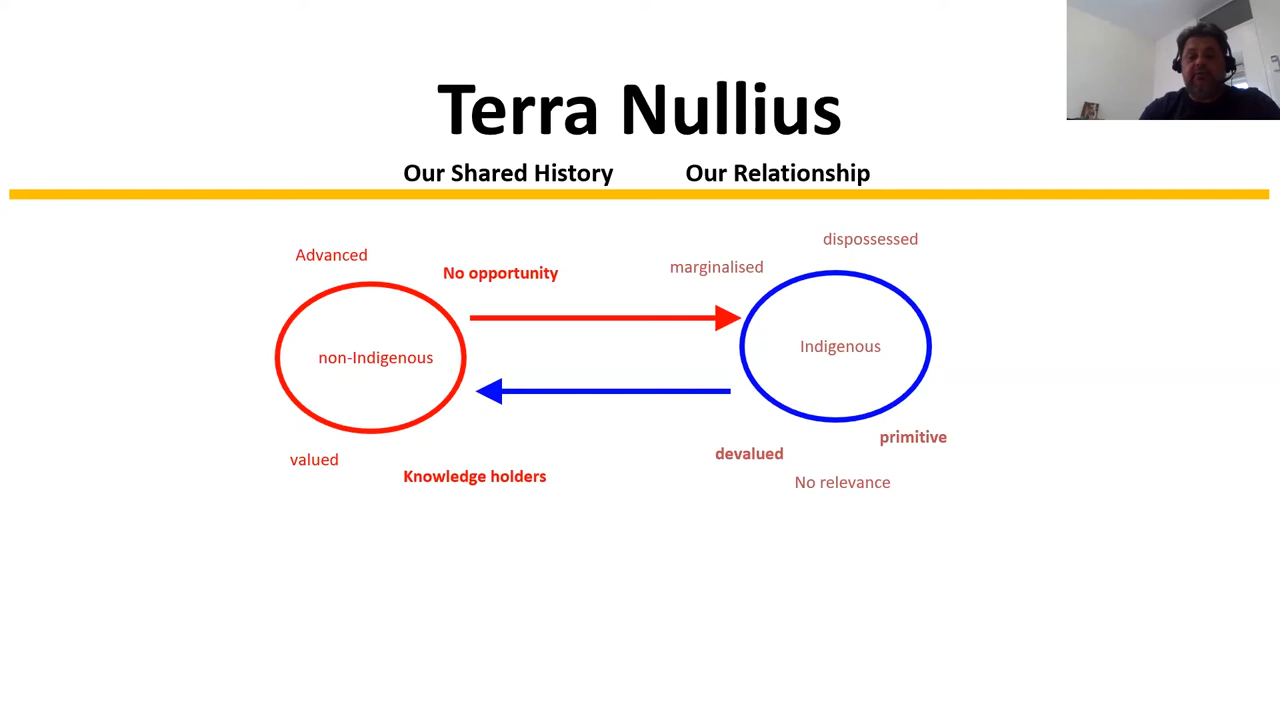 Terra Nullius
Our Shared History Our Relationship
dispossessed
Advanced
marginalised
No opportunity
Indigenous
non-Indigenous
primitive
devalued
valued
Knowledge holders
No relevance